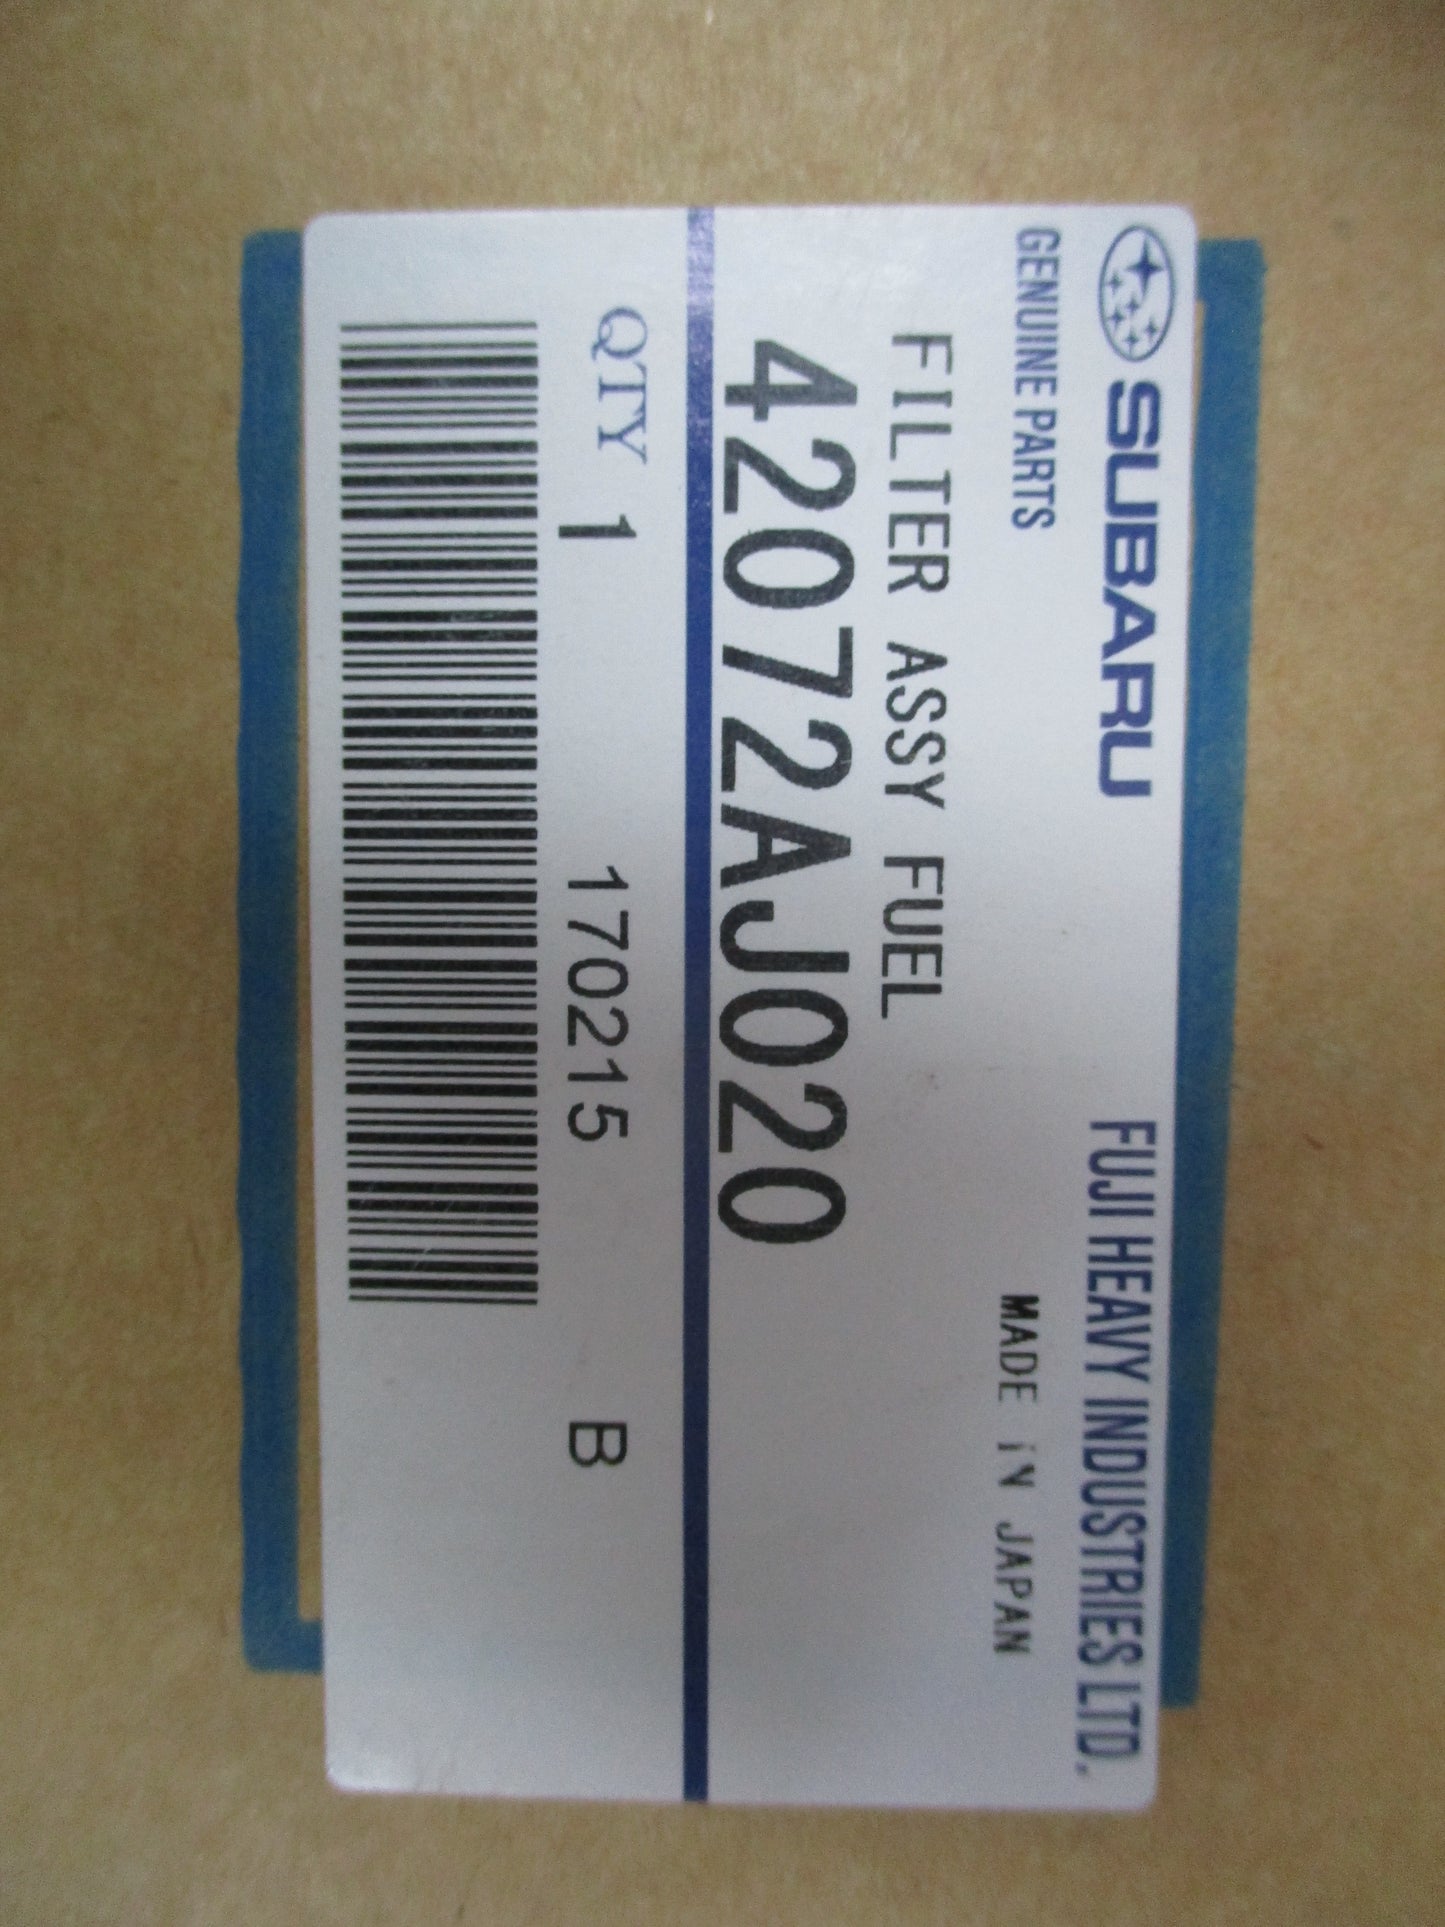 SUBARU FUJI HEAVY INDUSTRIES LTD.
GENUINE PARTS MADE IN JAPAN
FILTER ASSY FUEL
42072AJ020
QTY 1 170215 B